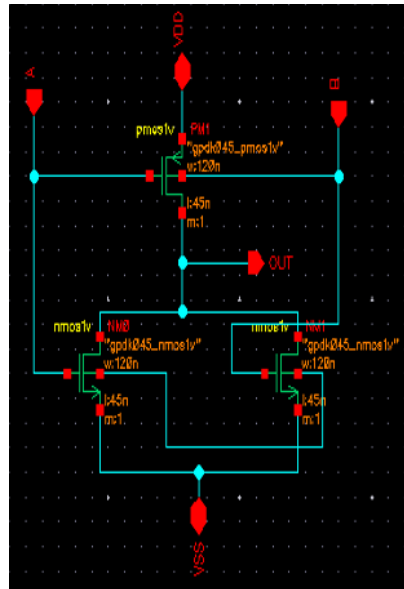 VDD
A
B
pmos1v PM1
"gpdk045_pmos1v"
w:120n
l:45n
m:1
OUT
nmos1v NM0
"gpdk045_nmos1v"
w:120n
l:45n
m:1
nmos1v NM1
"gpdk045_nmos1v"
w:120n
l:45n
m:1
VSS